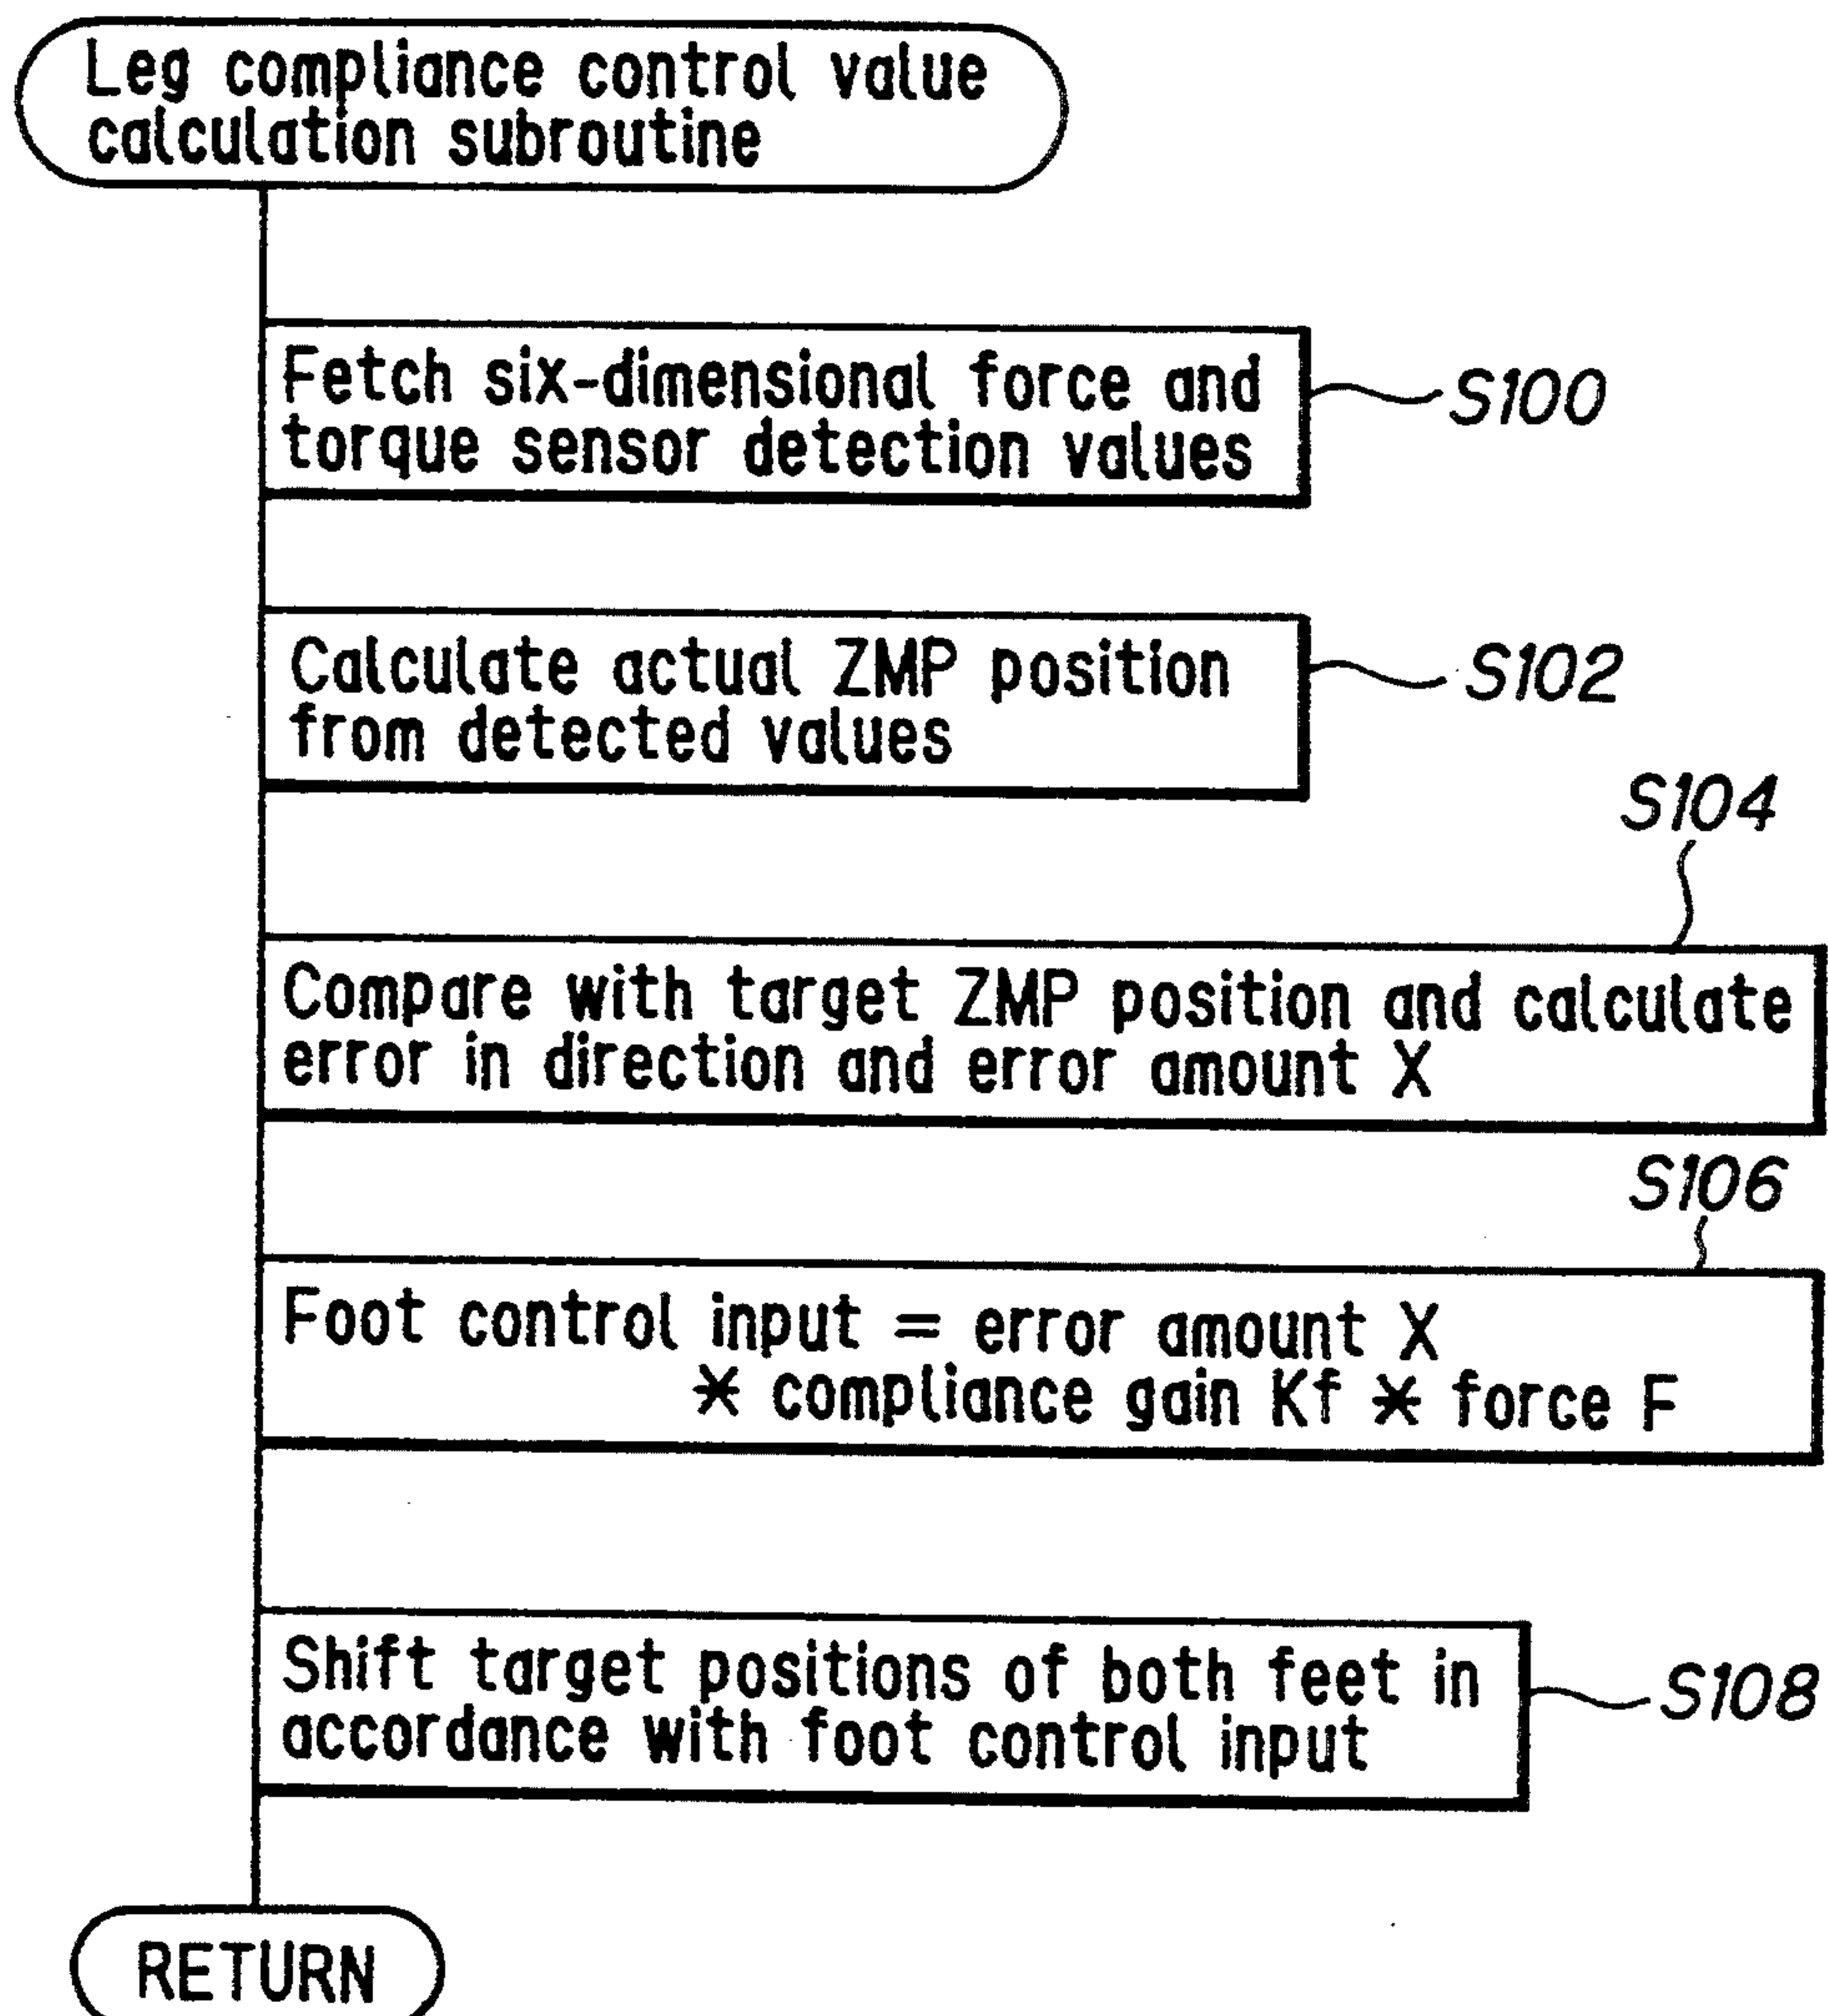 Leg compliance control value
calculation subroutine
Fetch six-dimensional force and
torque sensor detection values
S100
Calculate actual ZMP position
from detected values
S102
S104
Compare with target ZMP position and calculate
error in direction and error amount X
S106
Foot control input = error amount X
* compliance gain Kf * force F
Shift target positions of both feet in
accordance with foot control input
S108
RETURN